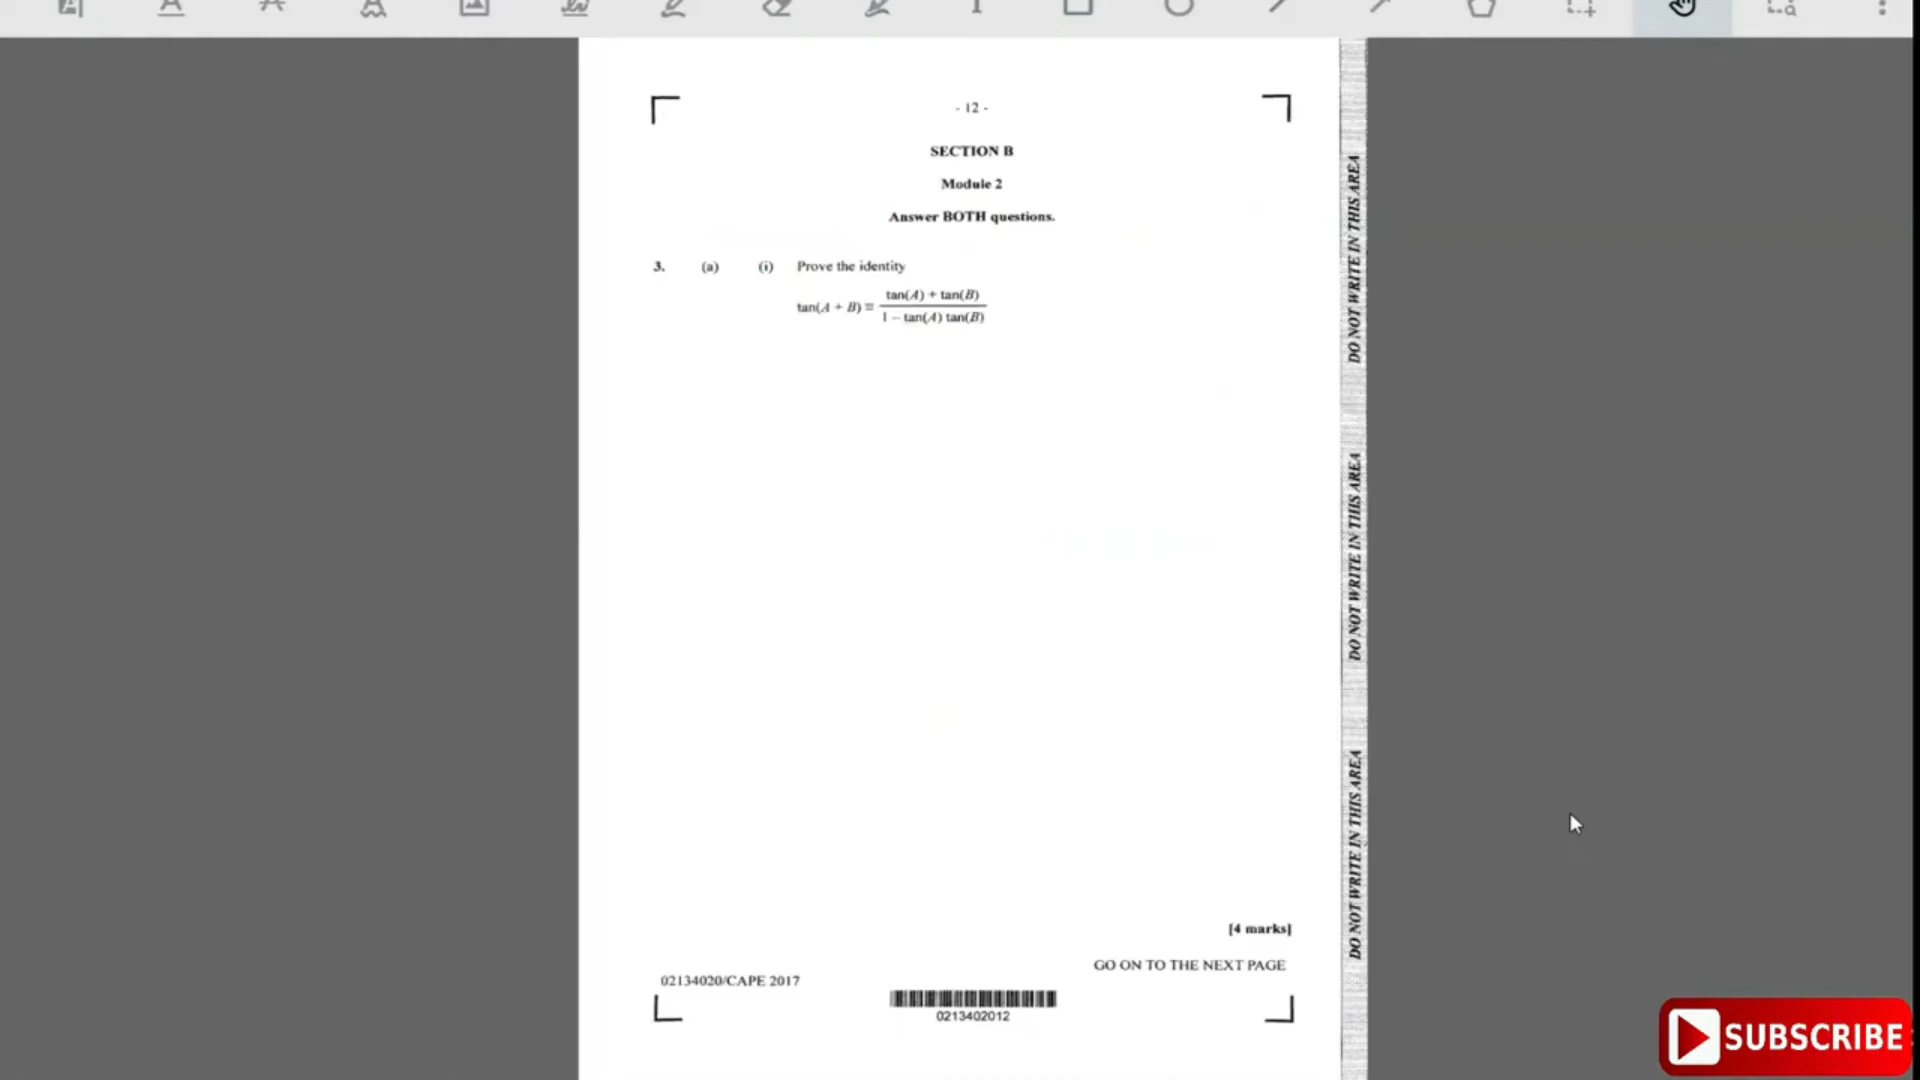 - 12 -
SECTION B
Module 2
Answer BOTH questions.
3. (a) (i) Prove the identity
tan(A + B) ≡ tan(A) + tan(B) / 1 – tan(A) tan(B)
[4 marks]
GO ON TO THE NEXT PAGE
02134020/CAPE 2017
0213402012
DO NOT WRITE IN THIS AREA
DO NOT WRITE IN THIS AREA
DO NOT WRITE IN THIS AREA
SUBSCRIBE